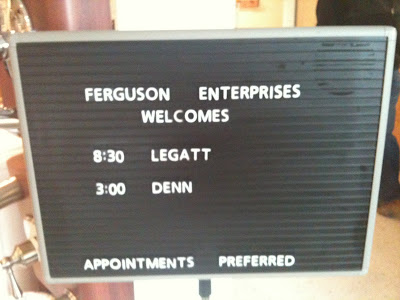 FERGUSON ENTERPRISES
WELCOMES
8:30 LEGATT
3:00 DENN
APPOINTMENTS PREFERRED